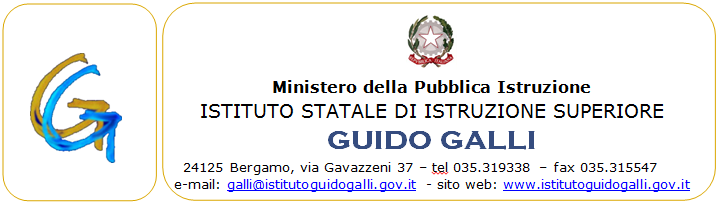 Ministero della Pubblica Istruzione
ISTITUTO STATALE DI ISTRUZIONE SUPERIORE
GUIDO GALLI
24125 Bergamo, via Gavazzeni 37 – tel 035.319338 – fax 035.315547
e-mail: galli@istitutoguidogalli.gov.it - sito web: www.istitutoguidogalli.gov.it